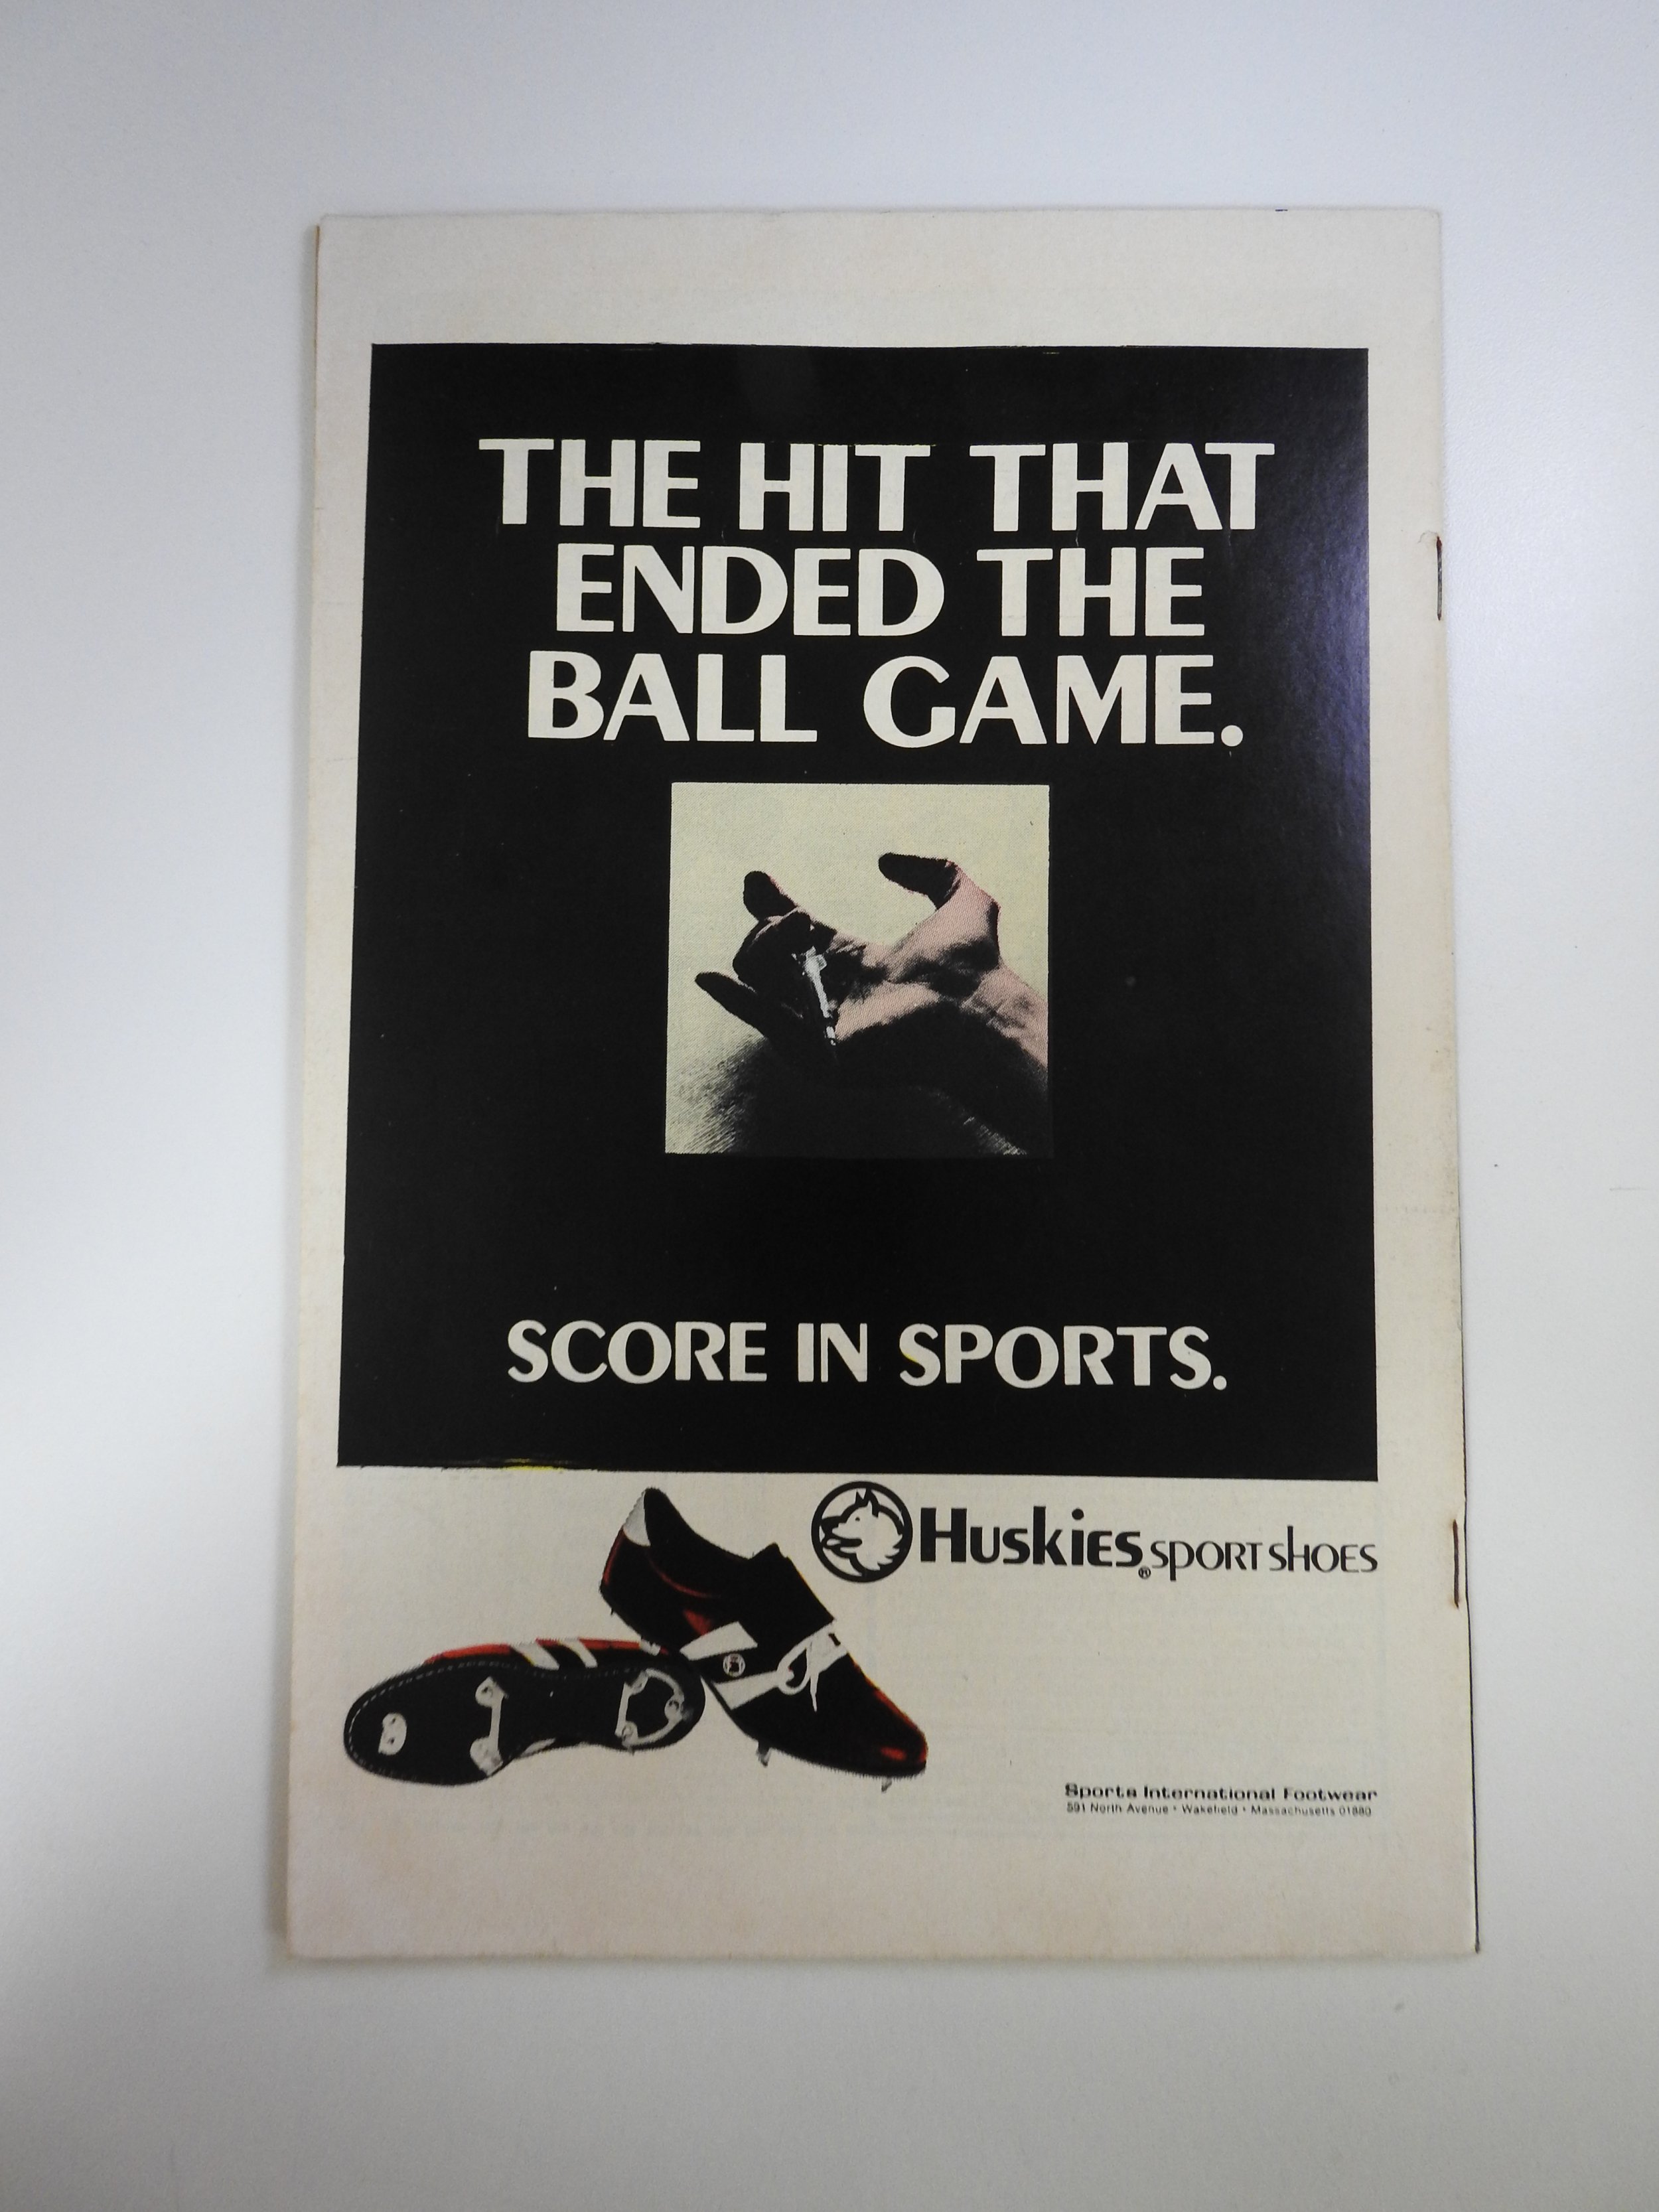 THE HIT THAT
ENDED THE
BALL GAME.
SCORE IN SPORTS.
Huskies® SPORT SHOES
Sports International Footwear
591 North Avenue • Wakefield • Massachusetts 01880